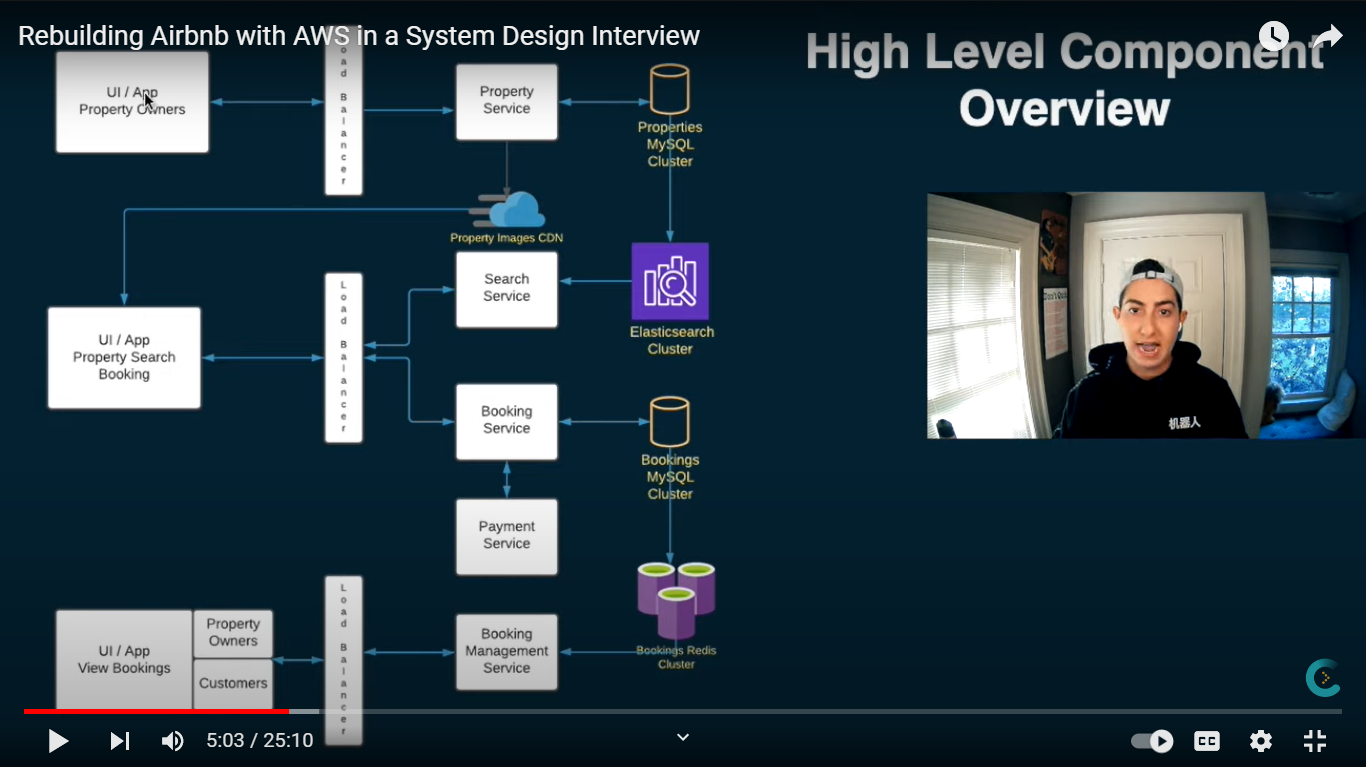 Rebuilding Airbnb with AWS in a System Design Interview
High Level Component
Overview
UI / App
Property Owners
Load Balancer
Property
Service
Properties
MySQL
Cluster
Property Images CDN
UI / App
Property Search
Booking
Load Balancer
Search
Service
Elasticsearch
Cluster
Booking
Service
Bookings
MySQL
Cluster
Payment
Service
UI / App
View Bookings
Property
Owners
Customers
Load Balancer
Booking
Management
Service
Bookings Redis
Cluster
机器人
5:03 / 25:10
CC